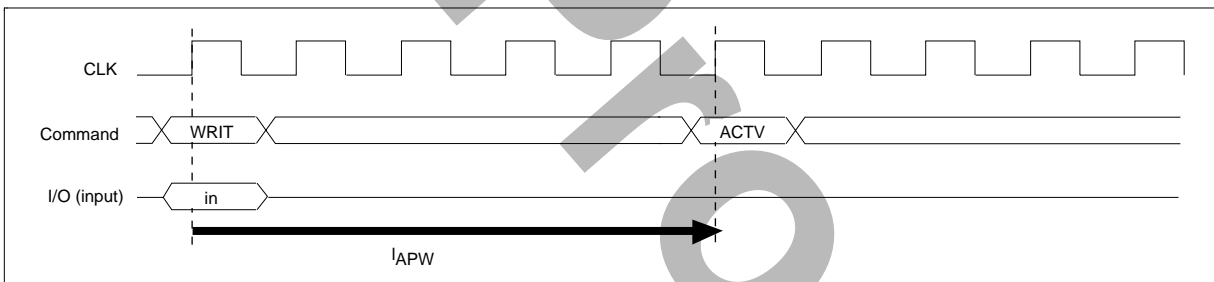 CLK
Command WRIT ACTV
I/O (input) in
lAPW